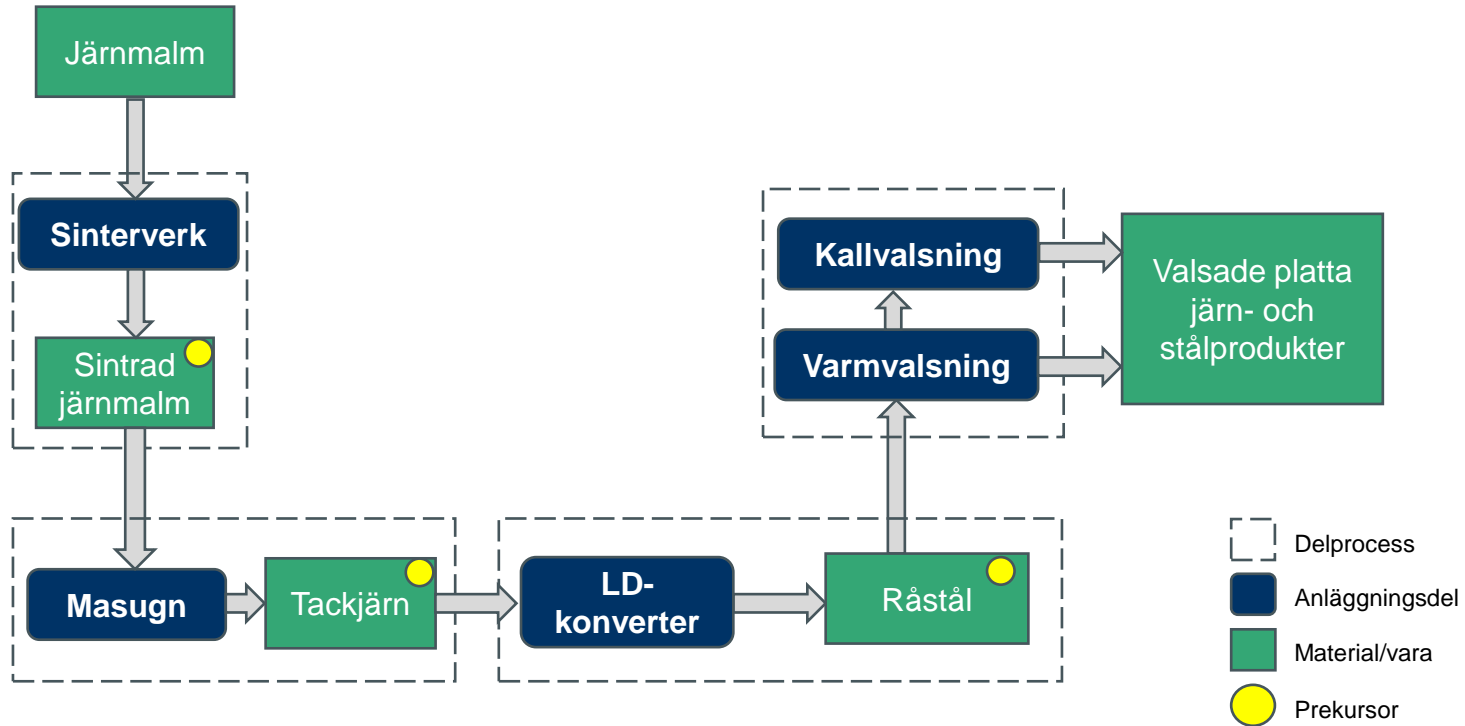 Järnmalm
Sinterverk
Sintrad
järnmalm
Masugn
Tackjärn
LD-
konverter
Råstål
Varmvalsning
Kallvalsning
Valsade platta
järn- och
stålprodukter
Delprocess
Anläggningsdel
Material/vara
Prekursor